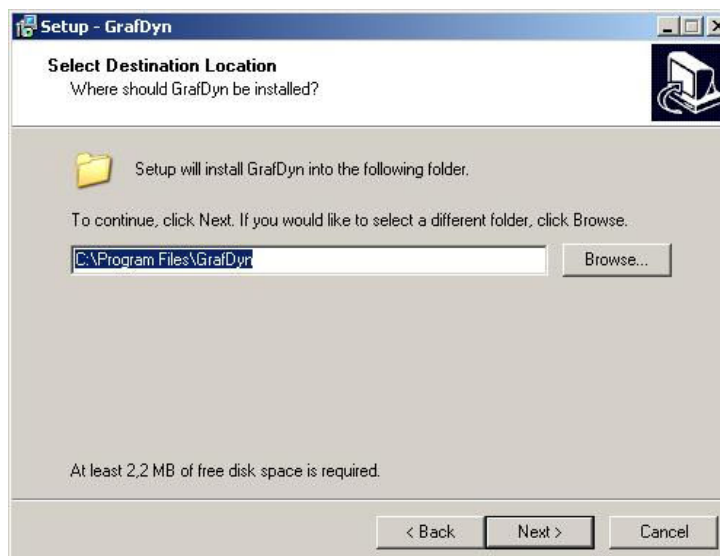 Setup - GrafDyn
Select Destination Location
Where should GrafDyn be installed?
Setup will install GrafDyn into the following folder.
To continue, click Next. If you would like to select a different folder, click Browse.
C:\Program Files\GrafDyn
Browse...
At least 2,2 MB of free disk space is required.
< Back
Next >
Cancel